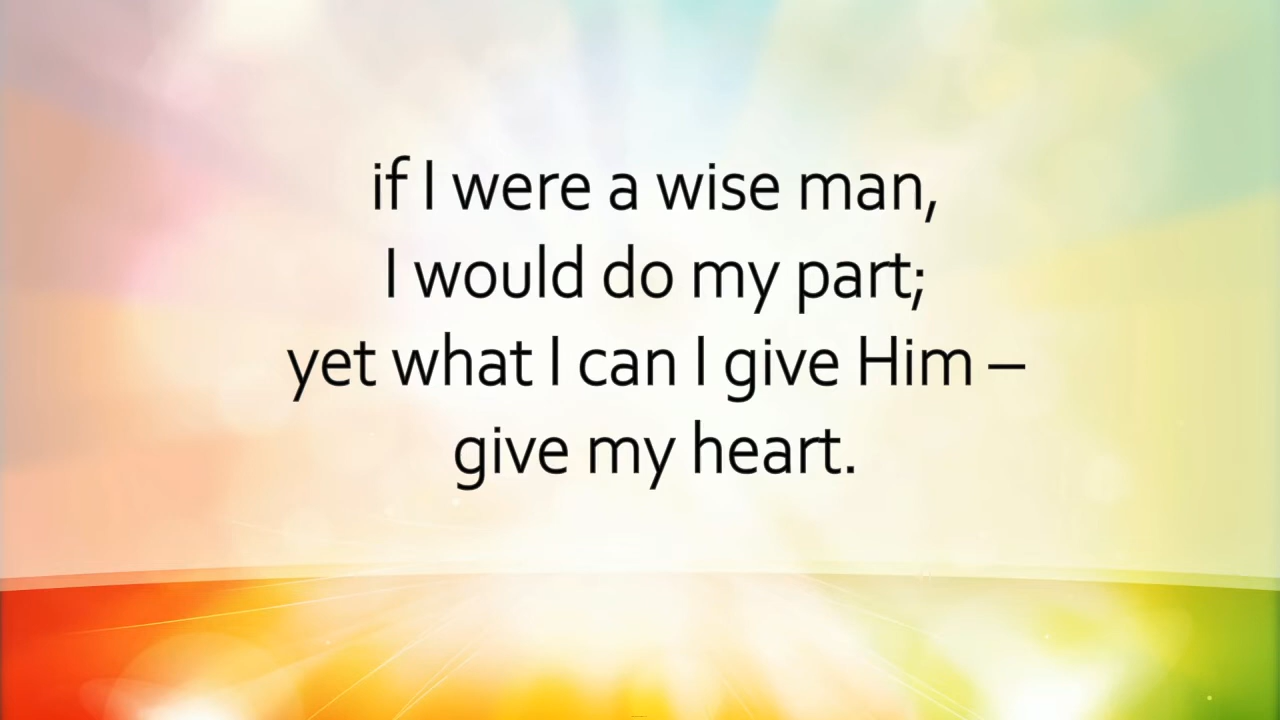 if I were a wise man,
I would do my part;
yet what I can I give Him –
give my heart.